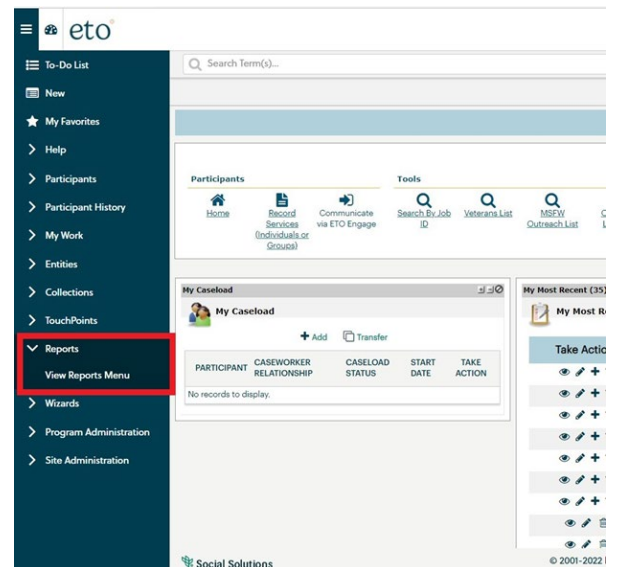 eto
To-Do List
New
My Favorites
Help
Participants
Participant History
My Work
Entities
Collections
TouchPoints
Reports
View Reports Menu
Wizards
Program Administration
Site Administration
Search Term(s)...
Participants
Home
Record
Services
(Individuals or
Groups)
Communicate
via ETO Engage
Tools
Search By Job
ID
Veterans List
MSFW
Outreach List
My Caseload
My Caseload
Add Transfer
PARTICIPANT CASEWORKER RELATIONSHIP CASELOAD STATUS START DATE TAKE ACTION
No records to display.
My Most Recent (35)
My Most R
Take Actio
Social Solutions
© 2001-2022